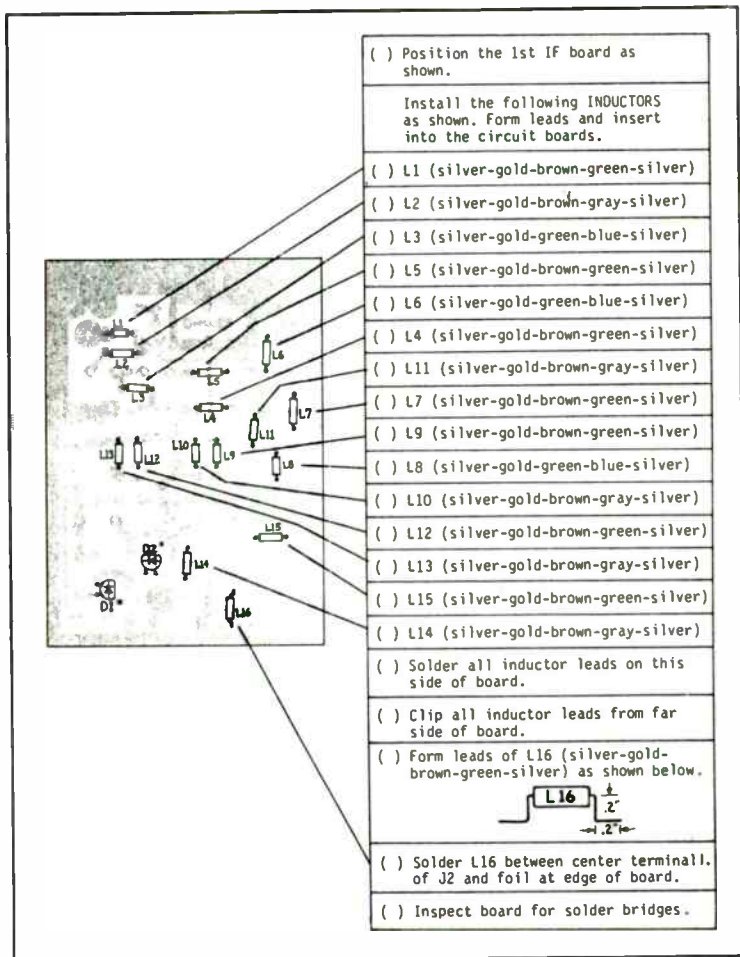 ( ) Position the 1st IF board as
shown.
Install the following INDUCTORS
as shown. Form leads and insert
into the circuit boards.
( ) L1 (silver-gold-brown-green-silver)
( ) L2 (silver-gold-brown-gray-silver)
( ) L3 (silver-gold-green-blue-silver)
( ) L5 (silver-gold-brown-green-silver)
( ) L6 (silver-gold-green-blue-silver)
( ) L4 (silver-gold-brown-green-silver)
( ) L11 (silver-gold-brown-gray-silver)
( ) L7 (silver-gold-brown-green-silver)
( ) L9 (silver-gold-brown-green-silver)
( ) L8 (silver-gold-green-blue-silver)
( ) L10 (silver-gold-brown-gray-silver)
( ) L12 (silver-gold-brown-green-silver)
( ) L13 (silver-gold-brown-gray-silver)
( ) L15 (silver-gold-brown-green-silver)
( ) L14 (silver-gold-brown-gray-silver)
( ) Solder all inductor leads on this
side of board.
( ) Clip all inductor leads from far
side of board.
( ) Form leads of L16 (silver-gold-
brown-green-silver) as shown below.
L16
.2"
.2"
( ) Solder L16 between center terminall.
of J2 and foil at edge of board.
( ) Inspect board for solder bridges.
L1
L2
L3
L5
L6
L4
L7
L11
L13
L12
L10
L9
L8
L15
D2
L14
D1
L16